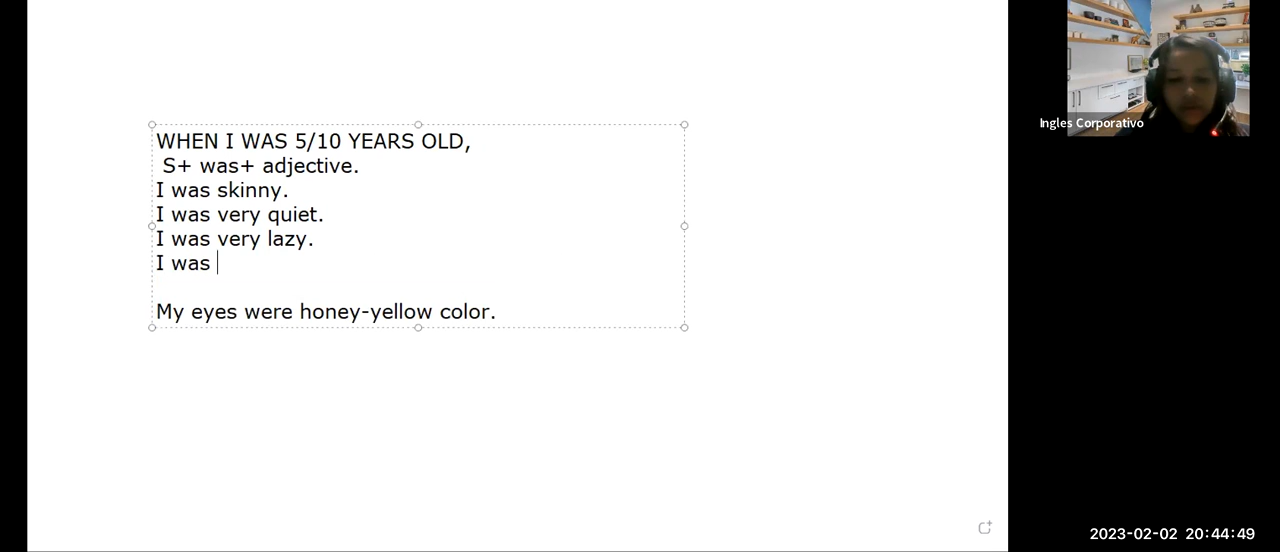 WHEN I WAS 5/10 YEARS OLD,
S+ was+ adjective.
I was skinny.
I was very quiet.
I was very lazy.
I was
My eyes were honey-yellow color.
Ingles Corporativo
2023-02-02 20:44:49